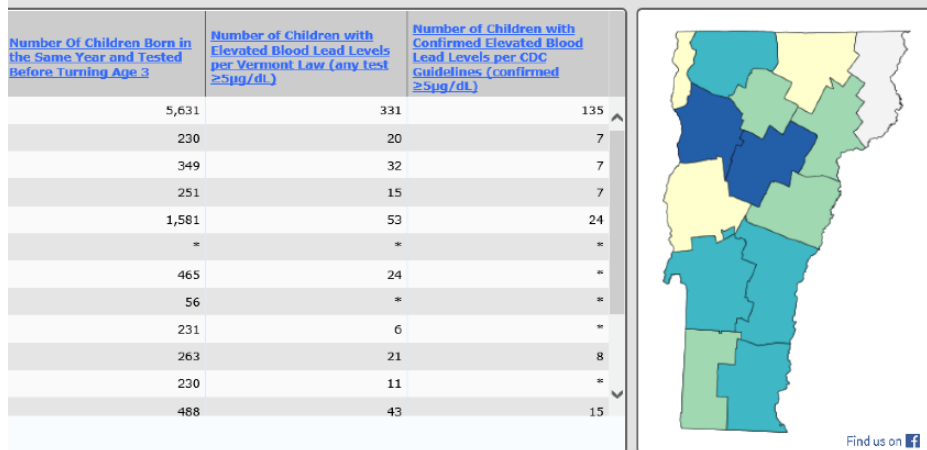 Number Of Children Born in
the Same Year and Tested
Before Turning Age 3
Number of Children with
Elevated Blood Lead Levels
per Vermont Law (any test
≥5μg/dL)
Number of Children with
Confirmed Elevated Blood
Lead Levels per CDC
Guidelines (confirmed
≥5μg/dL)
5,631 331 135
230 20 7
349 32 7
251 15 7
1,581 53 24
* * *
465 24 *
56 * *
231 6 *
263 21 8
230 11 *
488 43 15
Find us on f